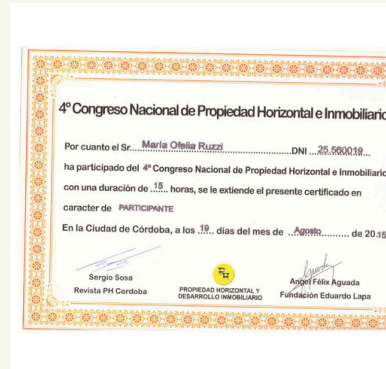 4º Congreso Nacional de Propiedad Horizontal e Inmobiliario
Por cuanto el Sr....María Ofelia Ruzzi....DNI ...25.560019...
ha participado del 4º Congreso Nacional de Propiedad Horizontal e Inmobiliario
con una duración de .15. horas, se le extiende el presente certificado en
caracter de PARTICIPANTE
En la Ciudad de Córdoba, a los .19. días del mes de ..Agosto.......... de 20.15
Sergio Sosa
Revista PH Cordoba
PROPIEDAD HORIZONTAL Y
DESARROLLO INMOBILIARIO
Angel Félix Aguada
Fundación Eduardo Lapa